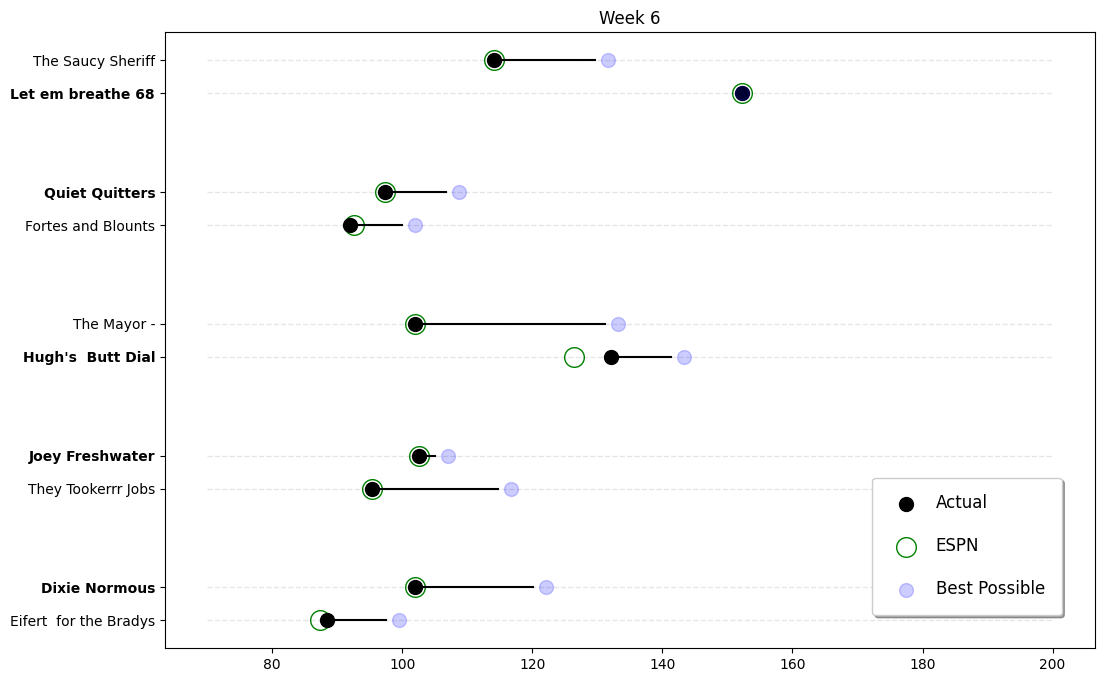 Week 6
The Saucy Sheriff
Let em breathe 68
Quiet Quitters
Fortes and Blounts
The Mayor -
Hugh's  Butt Dial
Joey Freshwater
They Tookerrr Jobs
Dixie Normous
Eifert  for the Bradys
Actual
ESPN
Best Possible
80 100 120 140 160 180 200